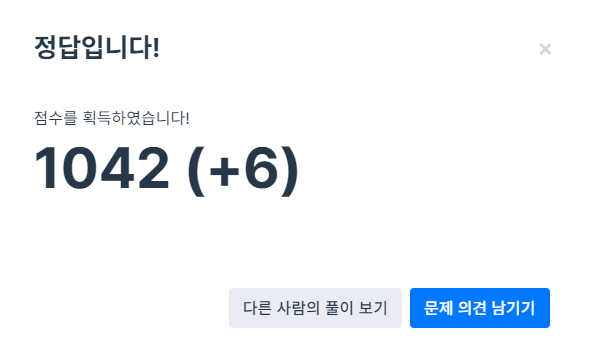 정답입니다!
×
점수를 획득하였습니다!
1042 (+6)
다른 사람의 풀이 보기
문제 의견 남기기